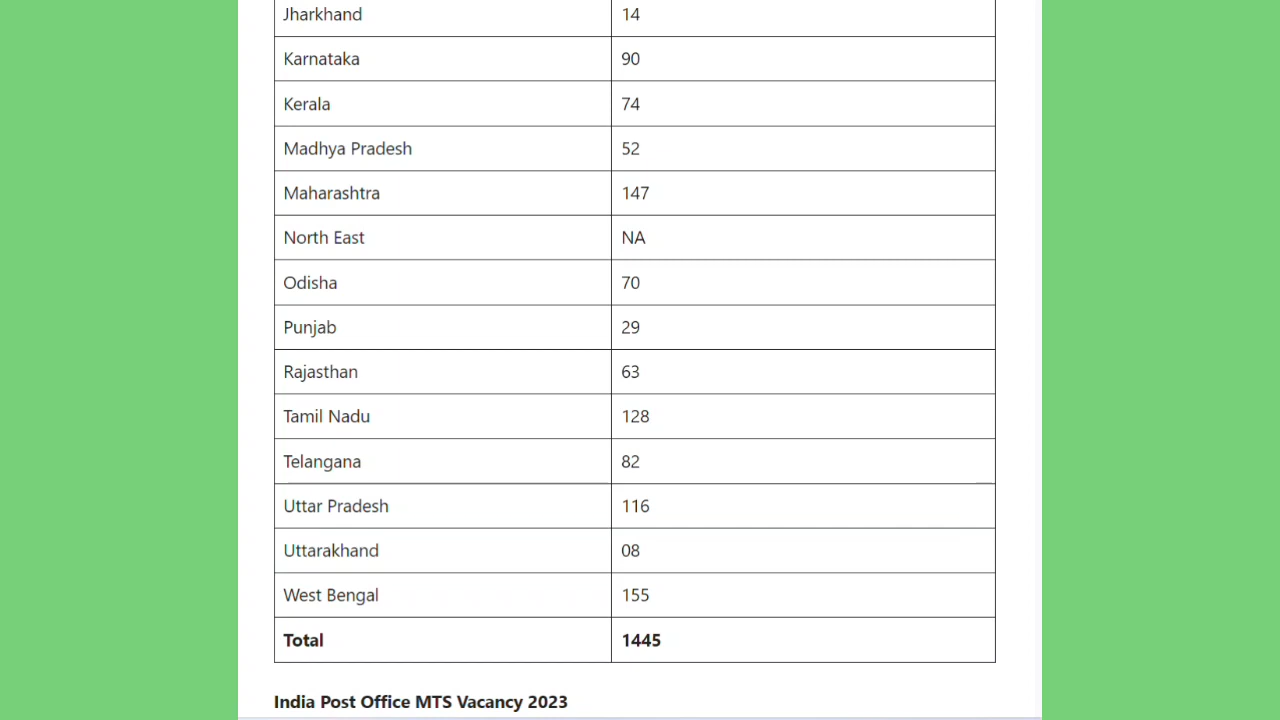 Jharkhand 14
Karnataka 90
Kerala 74
Madhya Pradesh 52
Maharashtra 147
North East NA
Odisha 70
Punjab 29
Rajasthan 63
Tamil Nadu 128
Telangana 82
Uttar Pradesh 116
Uttarakhand 08
West Bengal 155
Total 1445
India Post Office MTS Vacancy 2023